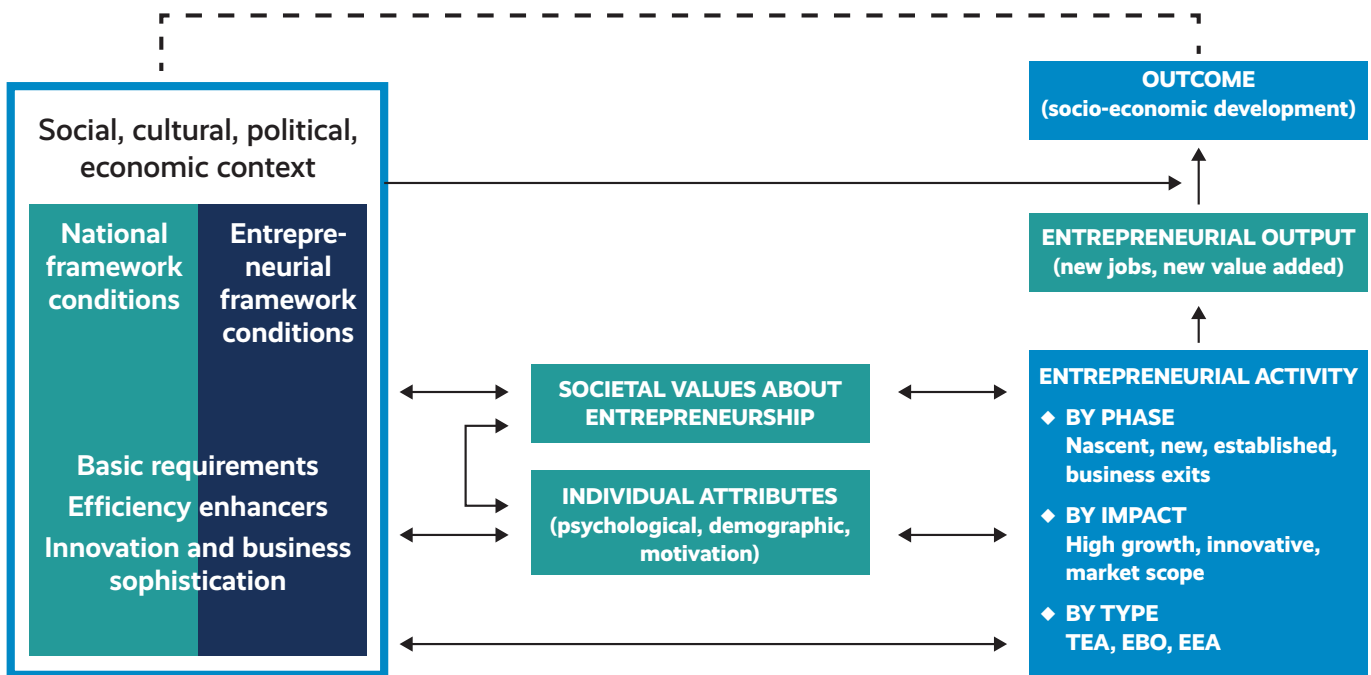 Social, cultural, political,
economic context
National
framework
conditions
Entrepre-
neurial
framework
conditions
Basic requirements
Efficiency enhancers
Innovation and business
sophistication
SOCIETAL VALUES ABOUT
ENTREPRENEURSHIP
INDIVIDUAL ATTRIBUTES
(psychological, demographic,
motivation)
OUTCOME
(socio-economic development)
ENTREPRENEURIAL OUTPUT
(new jobs, new value added)
ENTREPRENEURIAL ACTIVITY
◆ BY PHASE
Nascent, new, established,
business exits
◆ BY IMPACT
High growth, innovative,
market scope
◆ BY TYPE
TEA, EBO, EEA